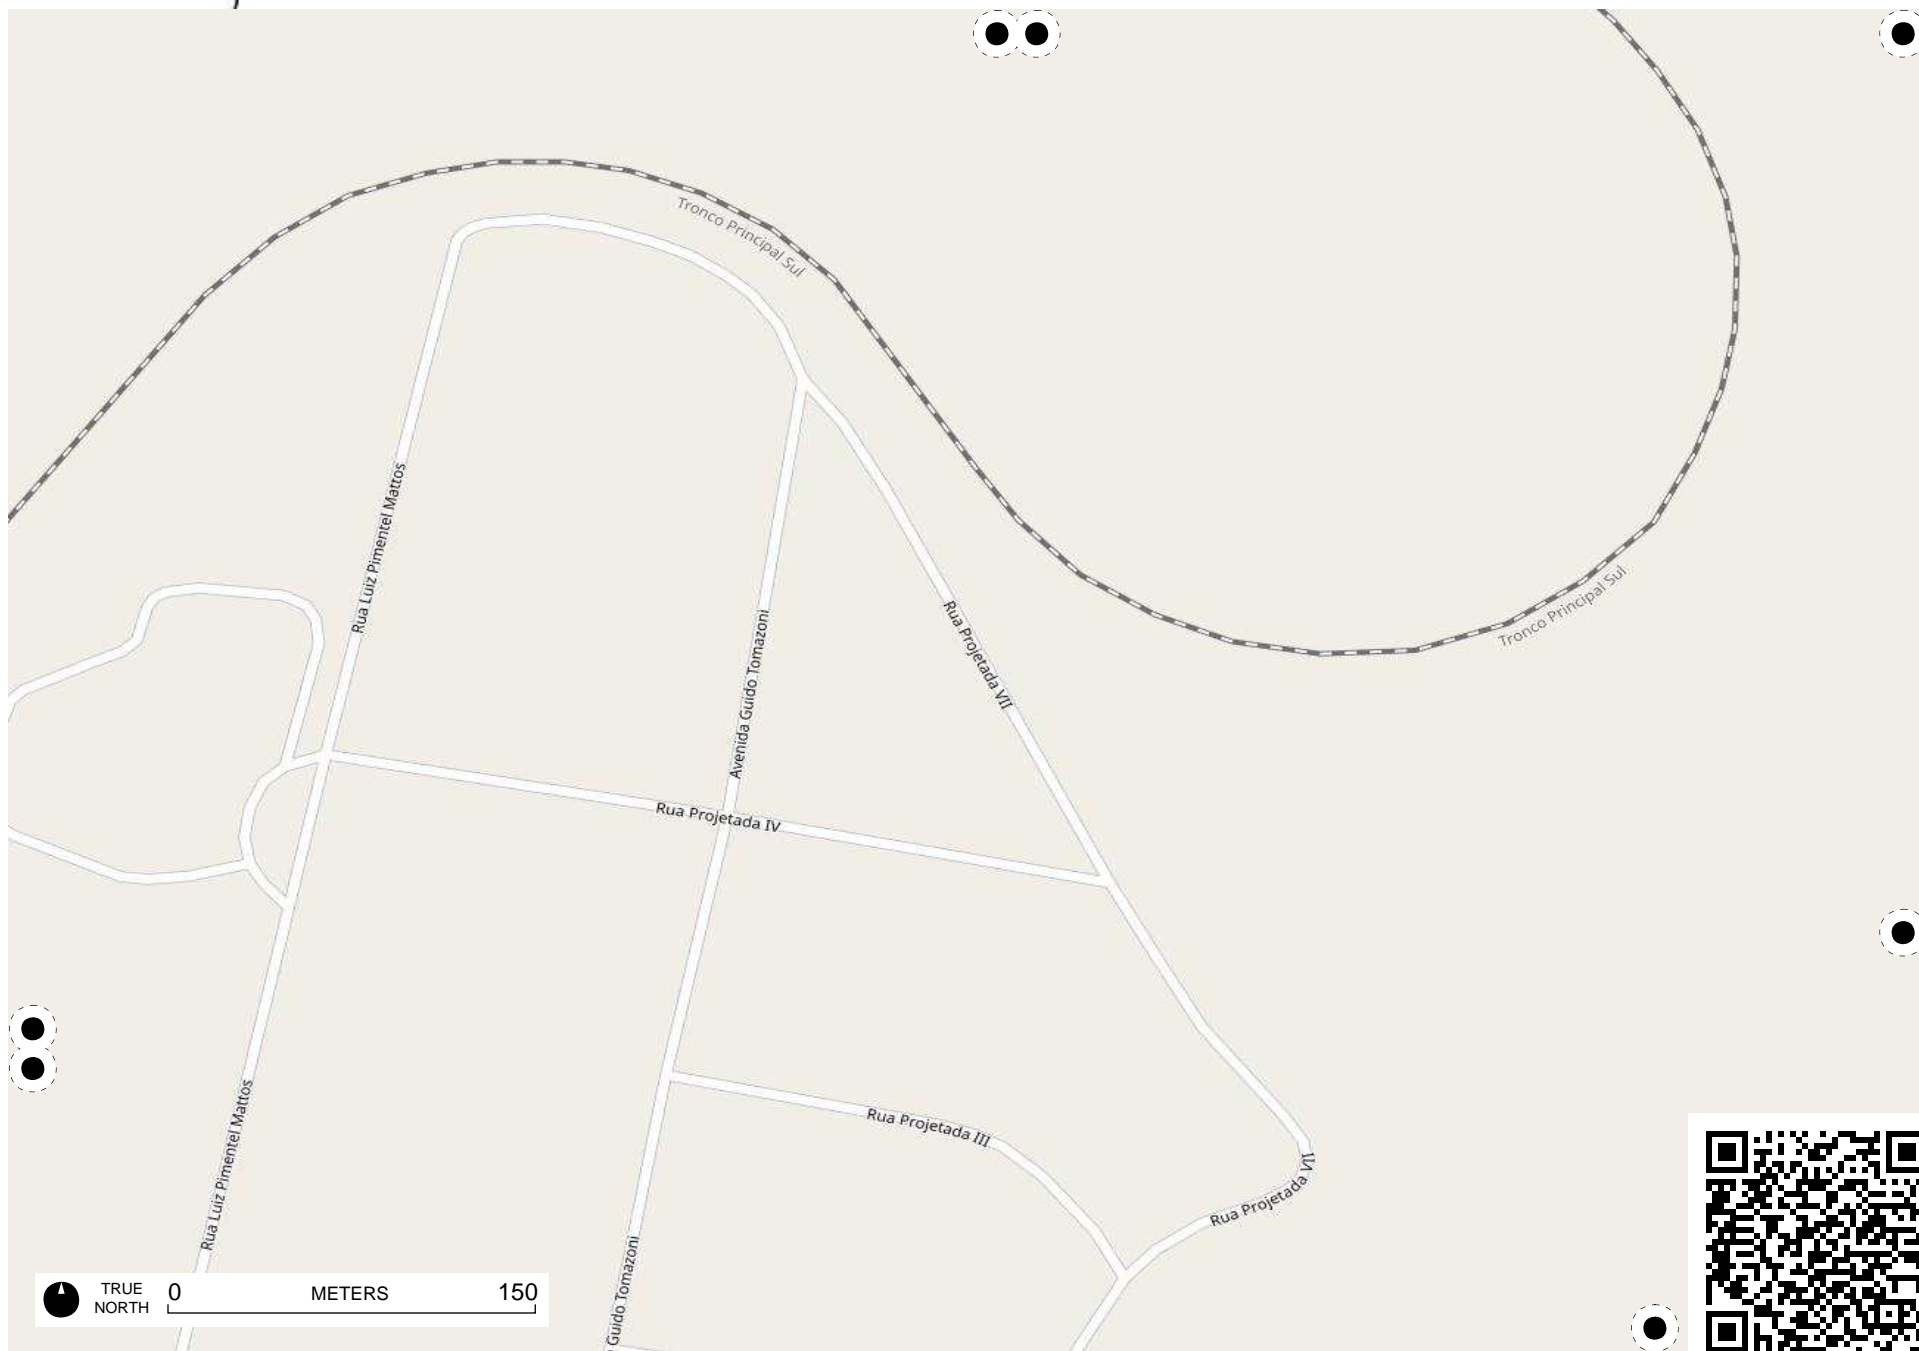 Tronco Principal Sul
Rua Luiz Pimentel Mattos
Tronco Principal Sul
Avenida Guido Tomazoni
Rua Projetada VII
Rua Projetada IV
Rua Luiz Pimentel Mattos
Rua Projetada III
Rua Projetada VII
Guido Tomazoni
TRUE NORTH
0 METERS 150